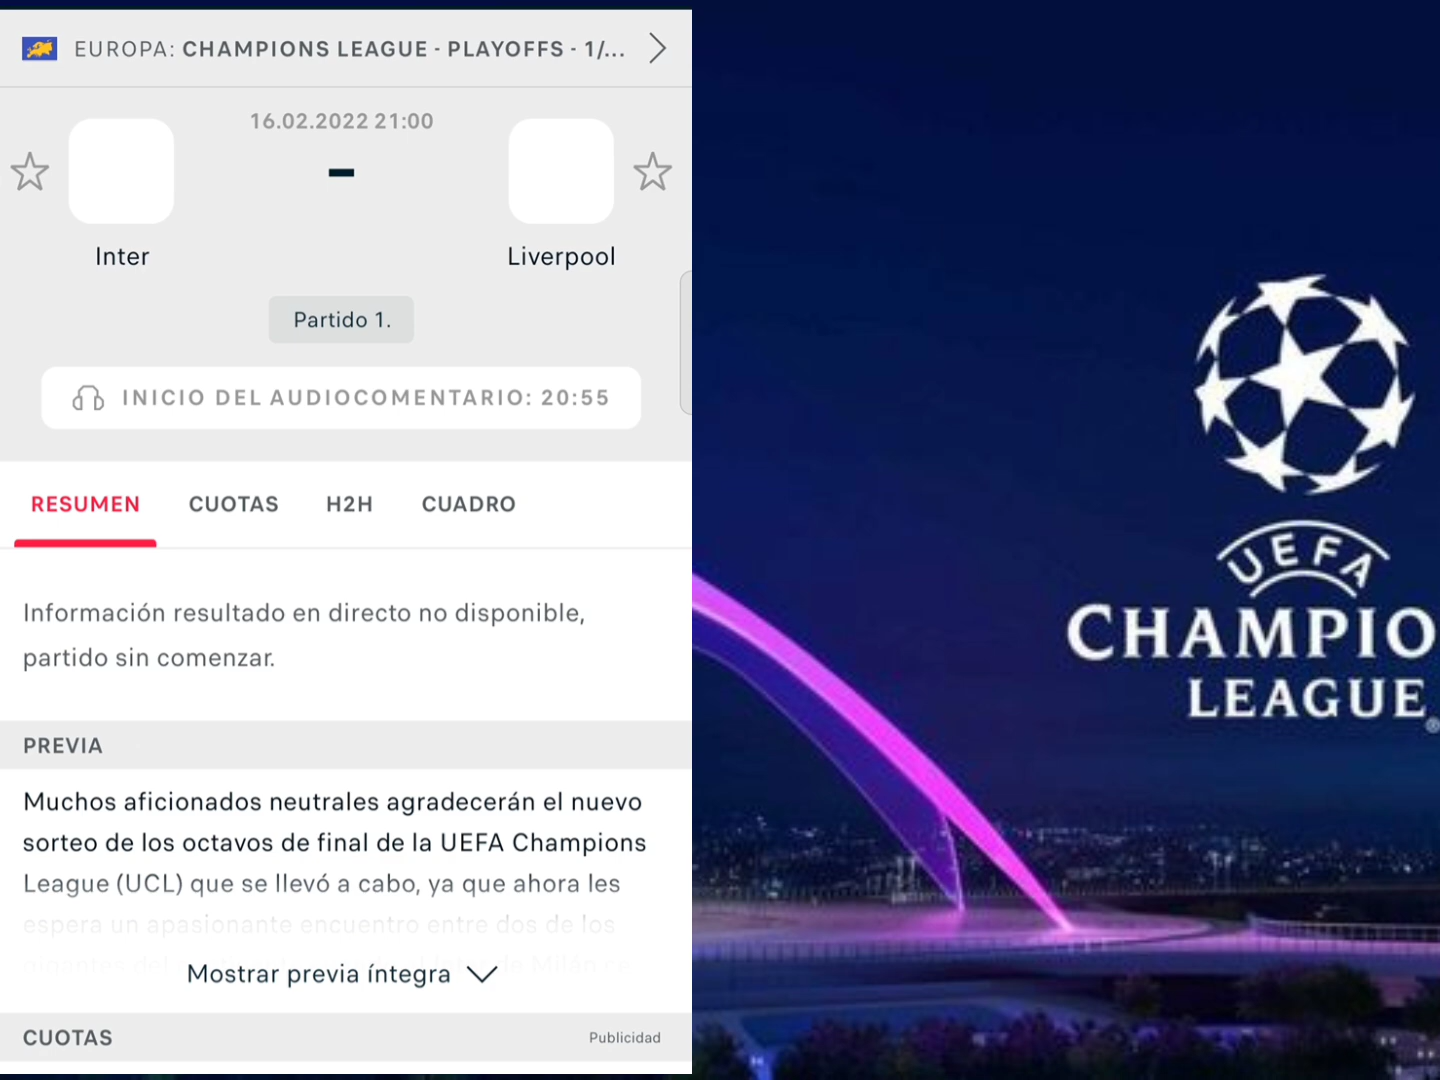 EUROPA: CHAMPIONS LEAGUE - PLAYOFFS - 1/...
16.02.2022 21:00
-
Inter
Liverpool
Partido 1.
INICIO DEL AUDIOCOMENTARIO: 20:55
RESUMEN CUOTAS H2H CUADRO
Información resultado en directo no disponible,
partido sin comenzar.
PREVIA
Muchos aficionados neutrales agradecerán el nuevo
sorteo de los octavos de final de la UEFA Champions
League (UCL) que se llevó a cabo, ya que ahora les
espera un apasionante encuentro entre dos de los
gigantes del
Mostrar previa íntegra
CUOTAS
Publicidad
UEFA
CHAMPIO
LEAGUE®